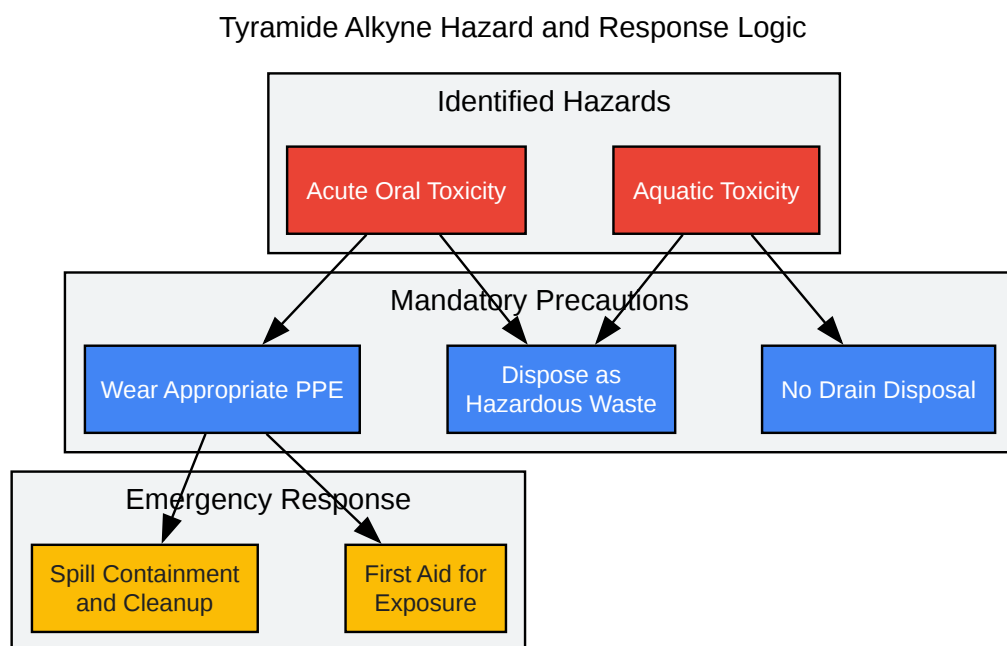 Tyramide Alkyne Hazard and Response Logic
Identified Hazards
Acute Oral Toxicity
Aquatic Toxicity
Mandatory Precautions
Wear Appropriate PPE
Dispose as
Hazardous Waste
No Drain Disposal
Emergency Response
Spill Containment
and Cleanup
First Aid for
Exposure